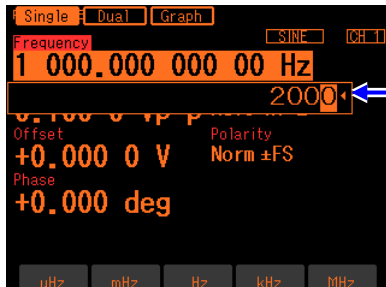 Single Dual Graph
SINE CH 1
Frequency
1 000.000 000 00 Hz
2000
Offset Polarity
+0.000 0 V Norm ±FS
Phase
+0.000 deg
uHz mHz Hz kHz MHz